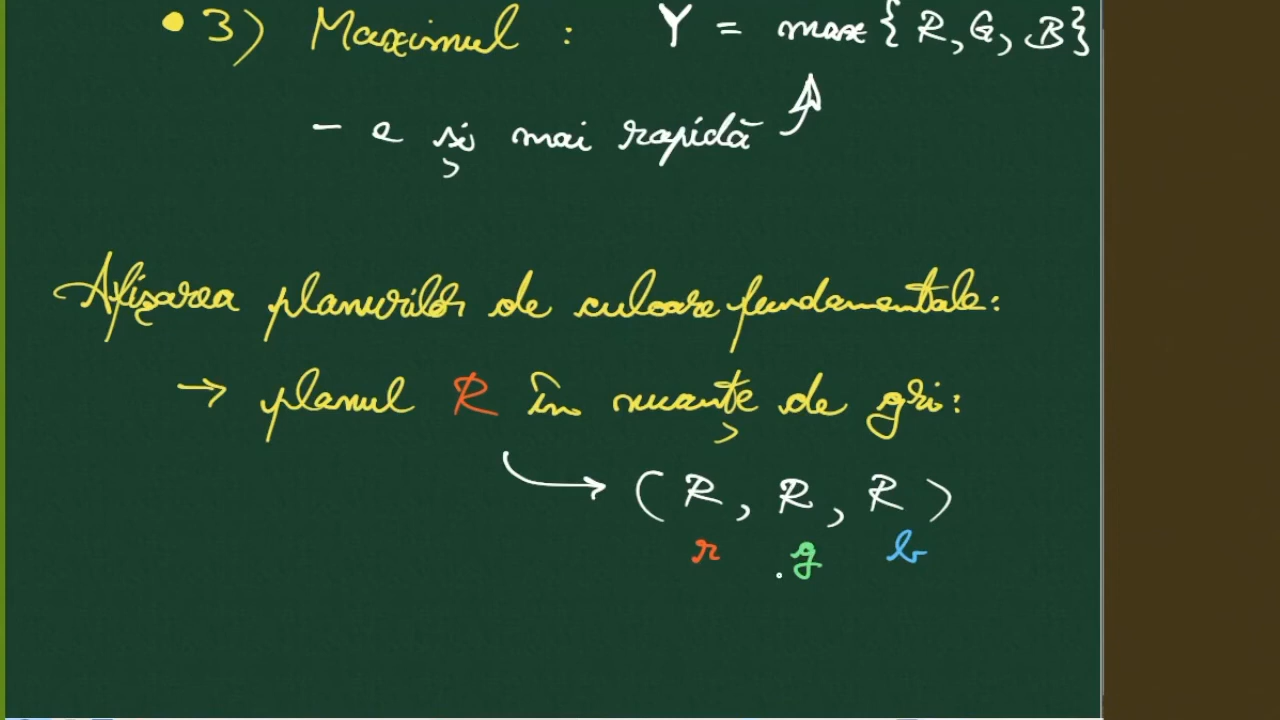 • 3) Maximul : Y = max{R, G, B}
- e și mai rapidă
Afișarea planurilor de culoare fundamentale:
→ planul R în nuanțe de gri:
(R, R, R)
r g b